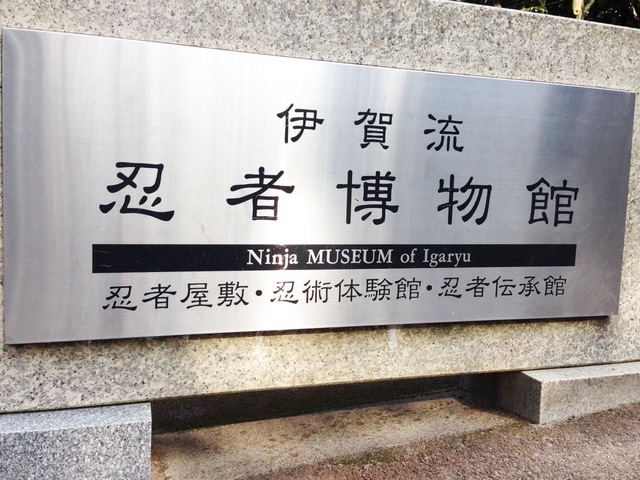 伊賀流
忍者博物館
Ninja MUSEUM of Igaryu
忍者屋敷・忍術体験館・忍者伝承館